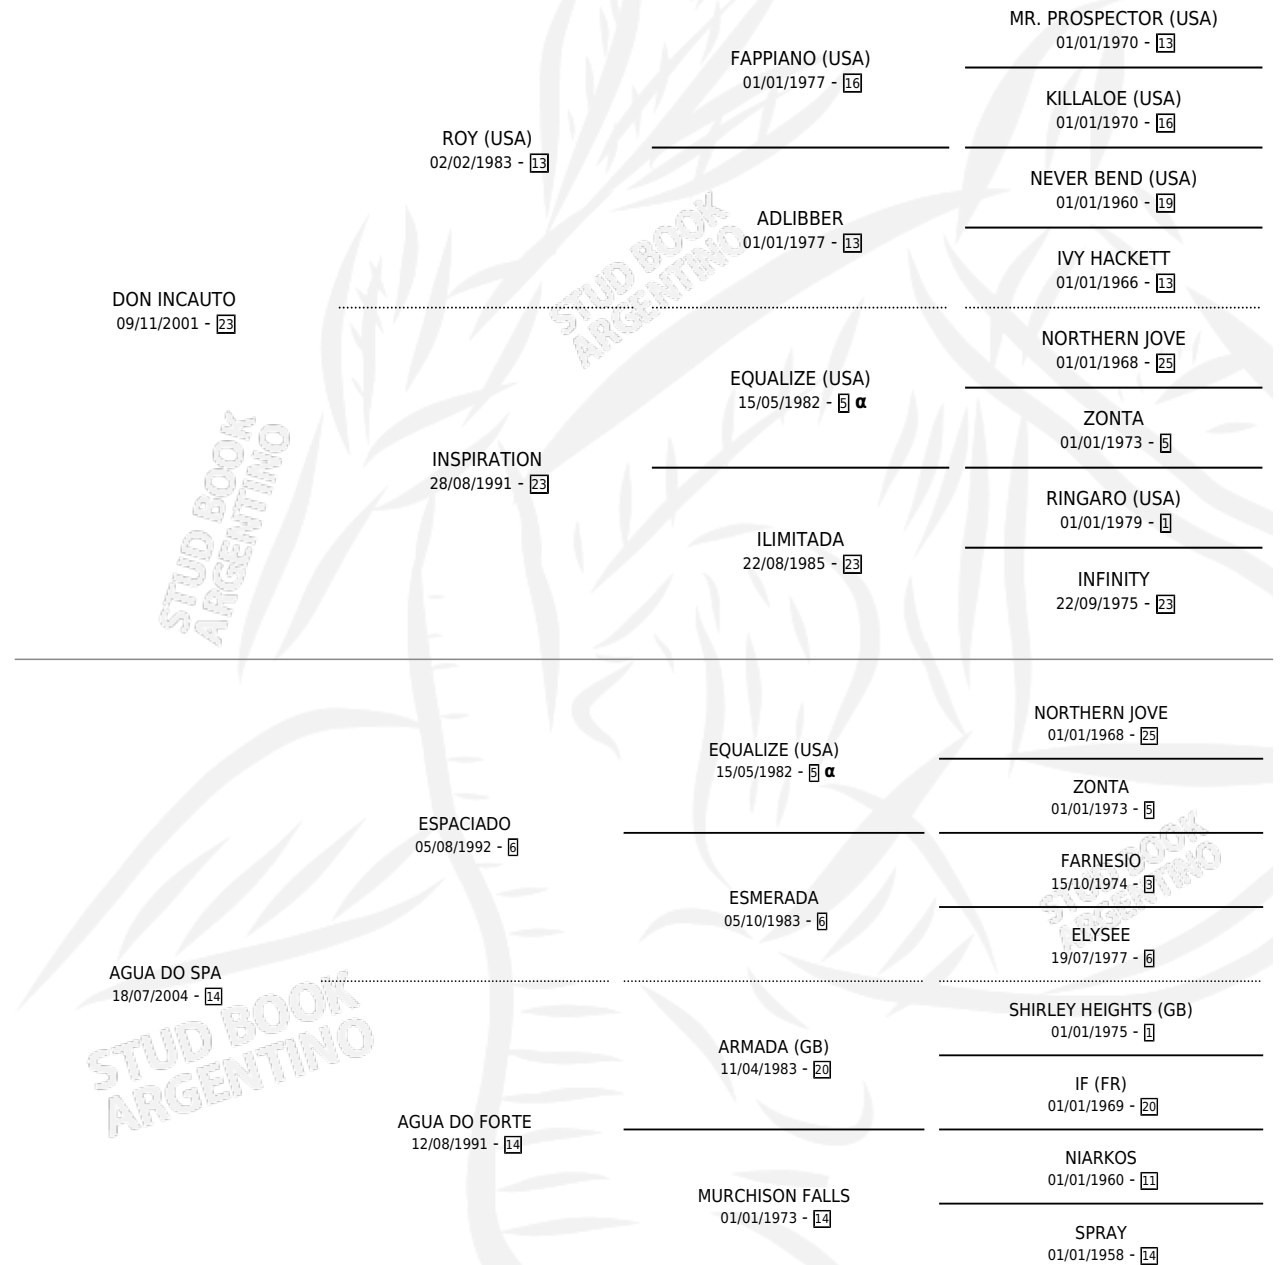 MR. PROSPECTOR (USA)
01/01/1970 - 13
FAPPIANO (USA)
01/01/1977 - 16
KILLALOE (USA)
01/01/1970 - 16
ROY (USA)
02/02/1983 - 13
NEVER BEND (USA)
01/01/1960 - 19
ADLIBBER
01/01/1977 - 13
IVY HACKETT
01/01/1966 - 13
DON INCAUTO
09/11/2001 - 23
NORTHERN JOVE
01/01/1968 - 25
EQUALIZE (USA)
15/05/1982 - 5 α
ZONTA
01/01/1973 - 5
INSPIRATION
28/08/1991 - 23
RINGARO (USA)
01/01/1979 - 1
ILIMITADA
22/08/1985 - 23
INFINITY
22/09/1975 - 23
STUD BOOK
ARGENTINO
STUD BOOK
ARGENTINO
NORTHERN JOVE
01/01/1968 - 25
EQUALIZE (USA)
15/05/1982 - 5 α
ZONTA
01/01/1973 - 5
ESPACIADO
05/08/1992 - 6
FARNESIO
15/10/1974 - 3
ESMERADA
05/10/1983 - 6
ELYSEE
19/07/1977 - 6
AGUA DO SPA
18/07/2004 - 14
SHIRLEY HEIGHTS (GB)
01/01/1975 - 1
ARMADA (GB)
11/04/1983 - 20
IF (FR)
01/01/1969 - 20
AGUA DO FORTE
12/08/1991 - 14
NIARKOS
01/01/1960 - 11
MURCHISON FALLS
01/01/1973 - 14
SPRAY
01/01/1958 - 14
STUD BOOK
ARGENTINO
STUD BOOK
ARGENTINO